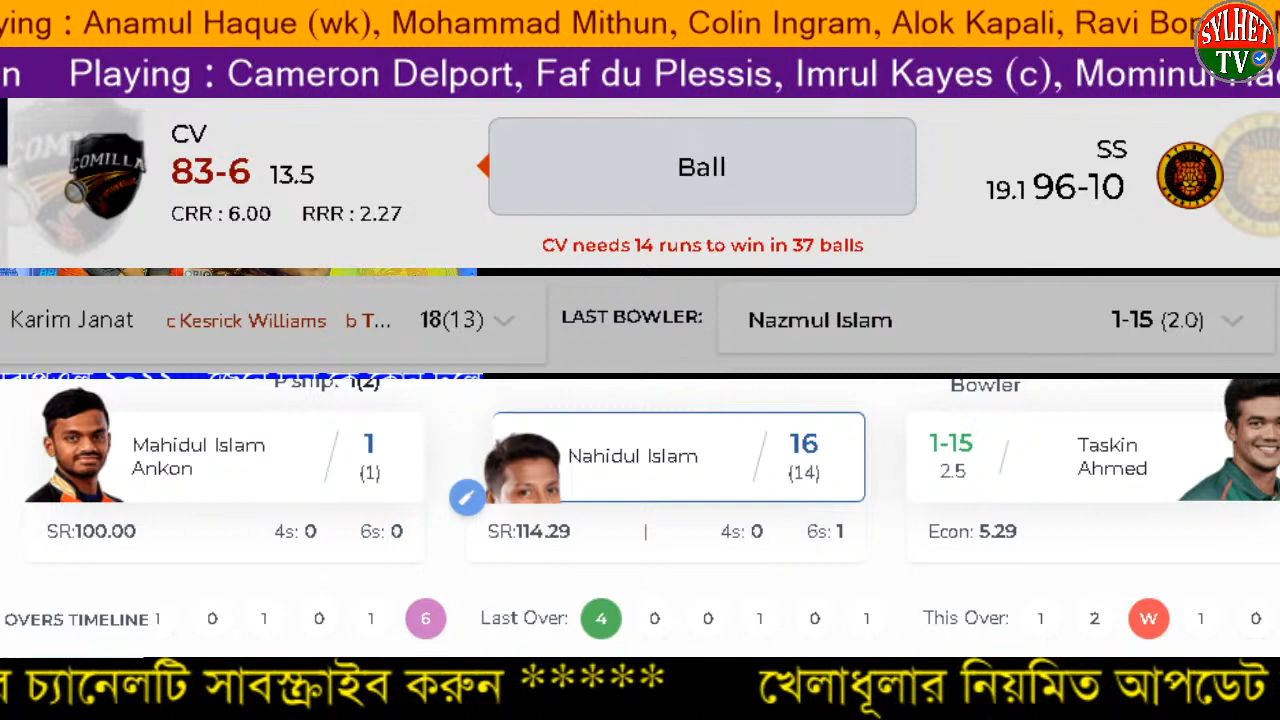 ying : Anamul Haque (wk), Mohammad Mithun, Colin Ingram, Alok Kapali, Ravi Bop
SYLHET TV
n Playing : Cameron Delport, Faf du Plessis, Imrul Kayes (c), Mominul Ha
COMILLA
CV
83-6 13.5
CRR : 6.00 RRR : 2.27
Ball
CV needs 14 runs to win in 37 balls
SS
19.1 96-10
Karim Janat c Kesrick Williams b T... 18(13)
LAST BOWLER:
Nazmul Islam 1-15 (2.0)
P'ship: 1(2)
Bowler
Mahidul Islam Ankon 1 (1)
SR:100.00 4s: 0 6s: 0
Nahidul Islam 16 (14)
SR:114.29 | 4s: 0 6s: 1
1-15 2.5 Taskin Ahmed
Econ: 5.29
OVERS TIMELINE 1 0 1 0 1 6 Last Over: 4 0 0 1 0 1 This Over: 1 2 W 1 0
র চ্যানেলটি সাবস্ক্রাইব করুন ***** খেলাধূলার নিয়মিত আপডেট